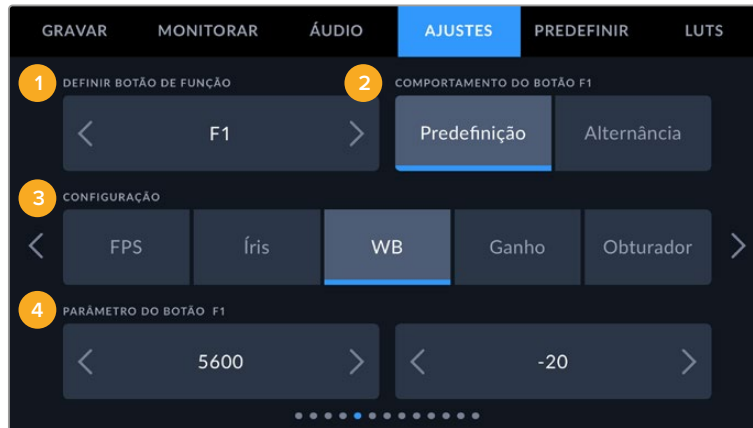 GRAVAR MONITORAR ÁUDIO AJUSTES PREDEFINIR LUTS
1 DEFINIR BOTÃO DE FUNÇÃO 2 COMPORTAMENTO DO BOTÃO F1
F1 Predefinição Alternância
3 CONFIGURAÇÃO
FPS Íris WB Ganho Obturador
4 PARÂMETRO DO BOTÃO F1
5600 -20